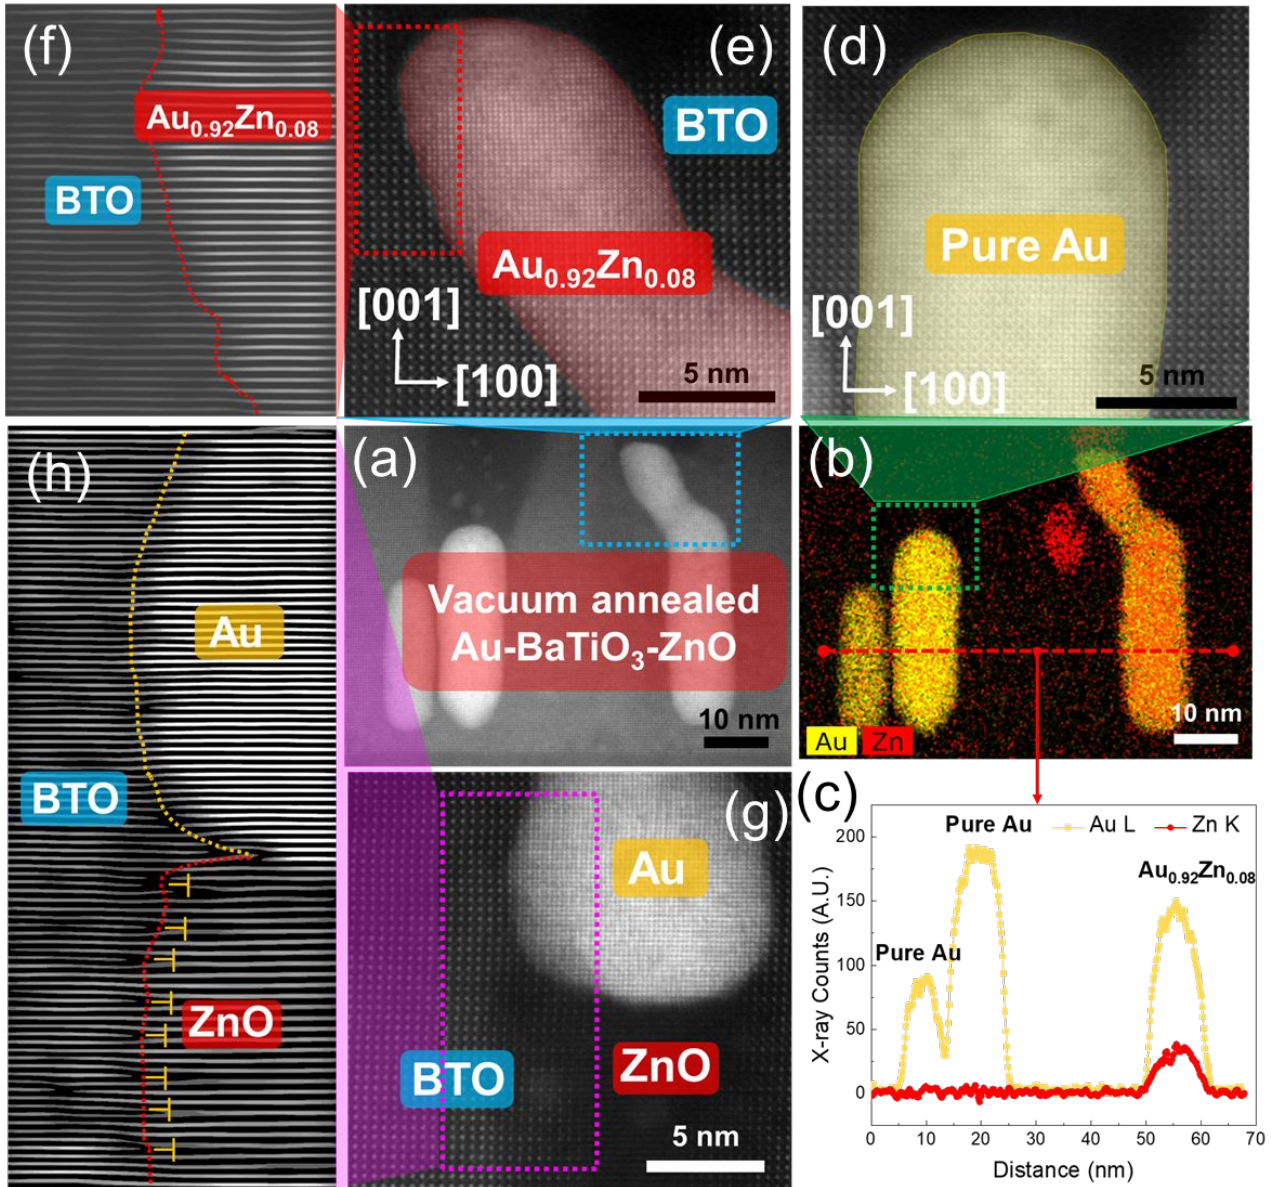 (f)
Au0.92Zn0.08
BTO
(e)
BTO
Au0.92Zn0.08
[001]
[100]
5 nm
(d)
Pure Au
[001]
[100]
5 nm
(h)
Au
BTO
ZnO
(a)
Vacuum annealed
Au-BaTiO3-ZnO
10 nm
(b)
Au Zn
10 nm
(g)
Au
BTO
ZnO
5 nm
(c)
Pure Au
Au L
Zn K
Au0.92Zn0.08
Pure Au
X-ray Counts (A.U.)
200
150
100
50
0
0 10 20 30 40 50 60 70
Distance (nm)